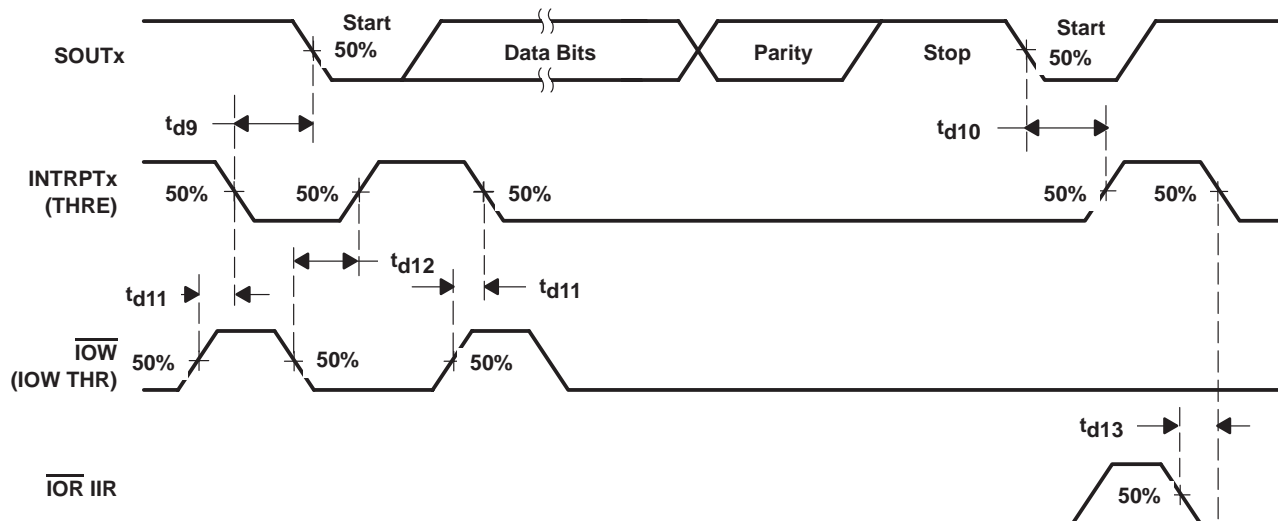 Start
Start
50%
50%
SOUTx
Data Bits
Parity
Stop
td9
td10
INTRPTx
(THRE)
50%
50%
50%
50%
50%
td12
td11
td11
IOW
(IOW THR)
50%
50%
50%
td13
IOR IIR
50%